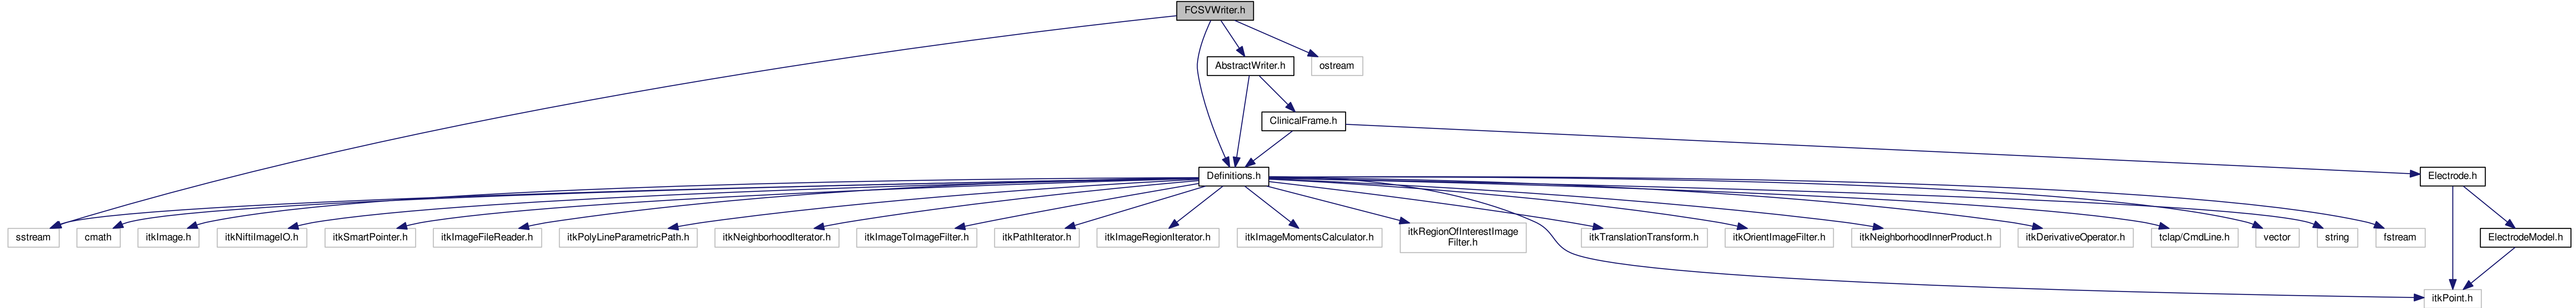 FCSVWriter.h
AbstractWriter.h
ostream
ClinicalFrame.h
Definitions.h
Electrode.h
sstream
cmath
itkImage.h
itkNiftiImageIO.h
itkSmartPointer.h
itkImageFileReader.h
itkPolyLineParametricPath.h
itkNeighborhoodIterator.h
itkImageToImageFilter.h
itkPathIterator.h
itkImageRegionIterator.h
itkImageMomentsCalculator.h
itkRegionOfInterestImage
Filter.h
itkTranslationTransform.h
itkOrientImageFilter.h
itkNeighborhoodInnerProduct.h
itkDerivativeOperator.h
tclap/CmdLine.h
vector
string
fstream
ElectrodeModel.h
itkPoint.h